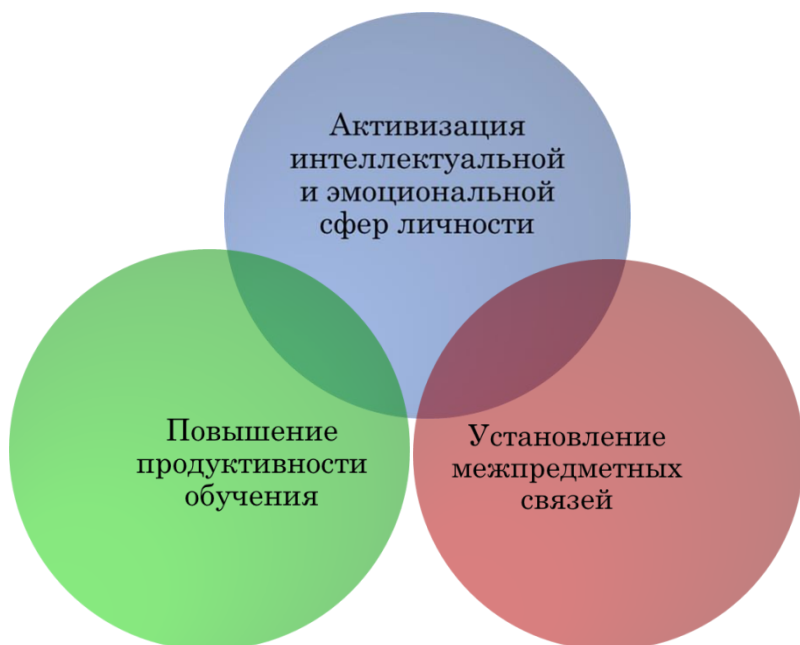 Активизация
интеллектуальной
и эмоциональной
сфер личности
Повышение
продуктивности
обучения
Установление
межпредметных
связей